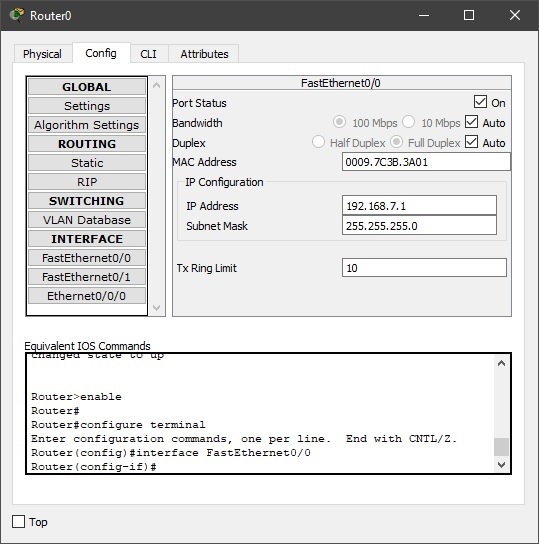 Router0
Physical Config CLI Attributes
GLOBAL
Settings
Algorithm Settings
ROUTING
Static
RIP
SWITCHING
VLAN Database
INTERFACE
FastEthernet0/0
FastEthernet0/1
Ethernet0/0/0
FastEthernet0/0
Port Status On
Bandwidth 100 Mbps 10 Mbps Auto
Duplex Half Duplex Full Duplex Auto
MAC Address 0009.7C3B.3A01
IP Configuration
IP Address 192.168.7.1
Subnet Mask 255.255.255.0
Tx Ring Limit 10
Equivalent IOS Commands
changed state to up
Router>enable
Router#
Router#configure terminal
Enter configuration commands, one per line. End with CNTL/Z.
Router(config)#interface FastEthernet0/0
Router(config-if)#
Top